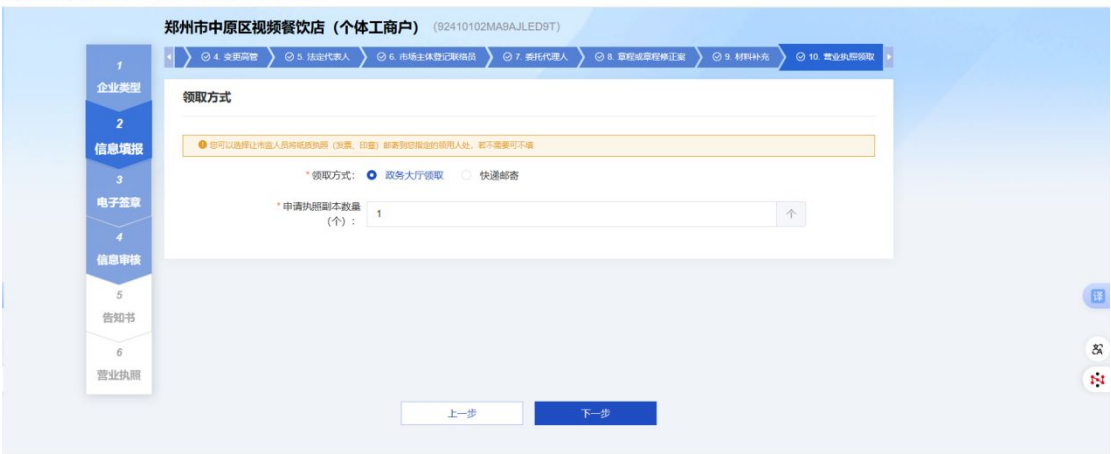 郑州市中原区视频餐饮店（个体工商户） (92410102MA9AJLED9T)
4. 变更高管
5. 法定代表人
6. 市场主体登记联络员
7. 委托代理人
8. 章程或章程修正案
9. 材料补充
10. 营业执照领取
1
企业类型
2
信息填报
3
电子签章
4
信息审核
5
告知书
6
营业执照
领取方式
您可以选择让市监人员将纸质执照（发票、印章）邮寄到您指定的领用人处，若不需要可不填
*领取方式: 政务大厅领取 快递邮寄
*申请执照副本数量
（个）: 1 个
上一步
下一步
译